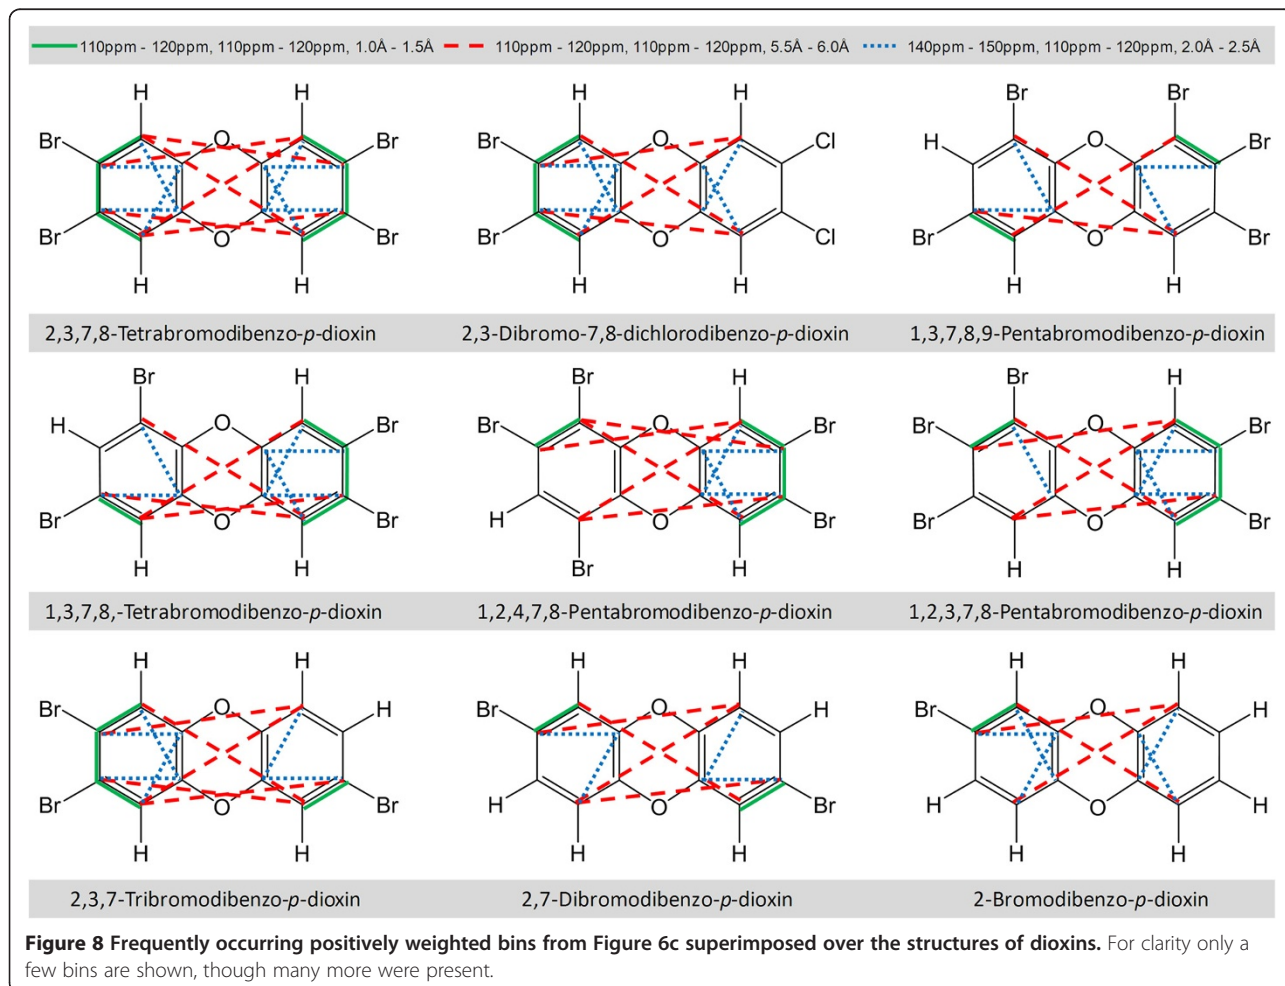 110ppm - 120ppm, 110ppm - 120ppm, 1.0Å - 1.5Å 110ppm - 120ppm, 110ppm - 120ppm, 5.5Å - 6.0Å 140ppm - 150ppm, 110ppm - 120ppm, 2.0Å - 2.5Å
H H H H Br Br
Br O Br Br O Cl H O Br
Br O Br Br O Cl Br O Br
H H H H H H
2,3,7,8-Tetrabromodibenzo-p-dioxin 2,3-Dibromo-7,8-dichlorodibenzo-p-dioxin 1,3,7,8,9-Pentabromodibenzo-p-dioxin
Br H Br H Br H
H O Br Br O Br Br O Br
Br O Br H O Br Br O Br
H H Br H H H
1,3,7,8,-Tetrabromodibenzo-p-dioxin 1,2,4,7,8-Pentabromodibenzo-p-dioxin 1,2,3,7,8-Pentabromodibenzo-p-dioxin
H H H H H H
Br O H Br O H Br O H
Br O Br H O Br H O H
H H H H H H
2,3,7-Tribromodibenzo-p-dioxin 2,7-Dibromodibenzo-p-dioxin 2-Bromodibenzo-p-dioxin
Figure 8 Frequently occurring positively weighted bins from Figure 6c superimposed over the structures of dioxins. For clarity only a
few bins are shown, though many more were present.